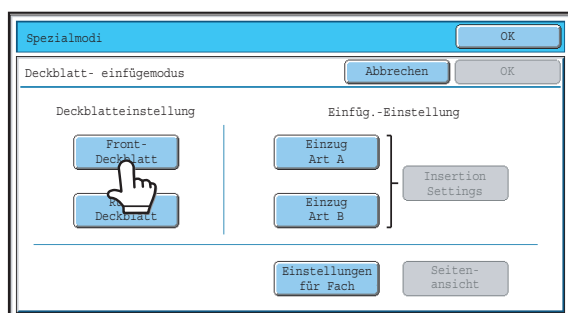 Spezialmodi
OK
Deckblatt- einfügemodus
Abbrechen
OK
Deckblatteinstellung
Einfüg.-Einstellung
Front-
Deckblatt
Deckblatt
Einzug
Art A
Einzug
Art B
Insertion
Settings
Einstellungen
für Fach
Seiten-
ansicht